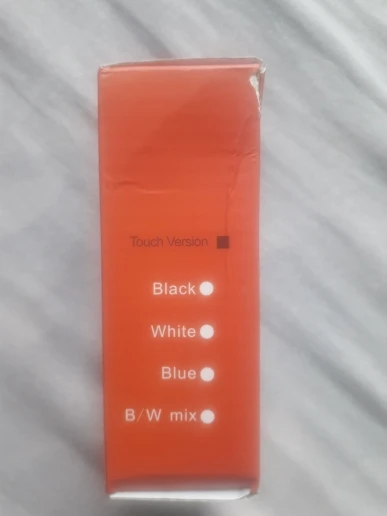 Touch Version
Black
White
Blue
B/W mix